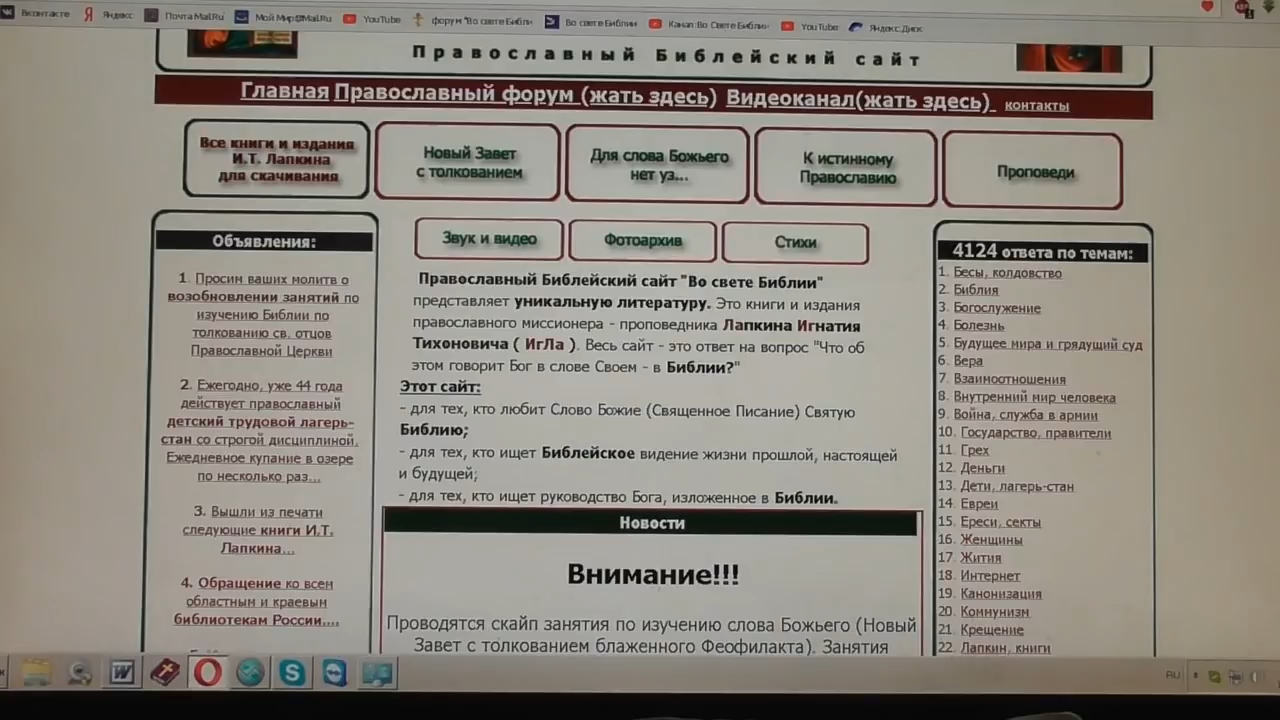 Вконтакте Яндекс Почта Mail.Ru Мой Мир@Mail.Ru YouTube форум "Во свете Библи Во свете Библии Канал:Во Свете Библи YouTube Яндекс.Диск
Православный Библейский сайт
Главная Православный форум (жать здесь) Видеоканал(жать здесь) контакты
Все книги и издания
И.Т. Лапкина
для скачивания
Новый Завет
с толкованием
Для слова Божьего
нет уз...
К истинному
Православию
Проповеди
Звук и видео
Фотоархив
Стихи
Объявления:
1. Просим ваших молитв о
возобновлении занятий по
изучению Библии по
толкованию св. отцов
Православной Церкви
2. Ежегодно, уже 44 года
действует православный
детский трудовой лагерь-
стан со строгой дисциплиной.
Ежедневное купание в озере
по несколько раз...
3. Вышли из печати
следующие книги И.Т.
Лапкина...
4. Обращение ко всем
областным и краевым
библиотекам России....
Православный Библейский сайт "Во свете Библии"
представляет уникальную литературу. Это книги и издания
православного миссионера - проповедника Лапкина Игнатия
Тихоновича ( ИгЛа ). Весь сайт - это ответ на вопрос "Что об
этом говорит Бог в слове Своем - в Библии?"
Этот сайт:
- для тех, кто любит Слово Божие (Священное Писание) Святую
Библию;
- для тех, кто ищет Библейское видение жизни прошлой, настоящей
и будущей;
- для тех, кто ищет руководство Бога, изложенное в Библии.
Новости
Внимание!!!
Проводятся скайп занятия по изучению слова Божьего (Новый
Завет с толкованием блаженного Феофилакта). Занятия
4124 ответа по темам:
1. Бесы, колдовство
2. Библия
3. Богослужение
4. Болезнь
5. Будущее мира и грядущий суд
6. Вера
7. Взаимоотношения
8. Внутренний мир человека
9. Война, служба в армии
10. Государство, правители
11. Грех
12. Деньги
13. Дети, лагерь-стан
14. Евреи
15. Ереси, секты
16. Женщины
17. Жития
18. Интернет
19. Канонизация
20. Коммунизм
21. Крещение
22. Лапкин, книги
RU